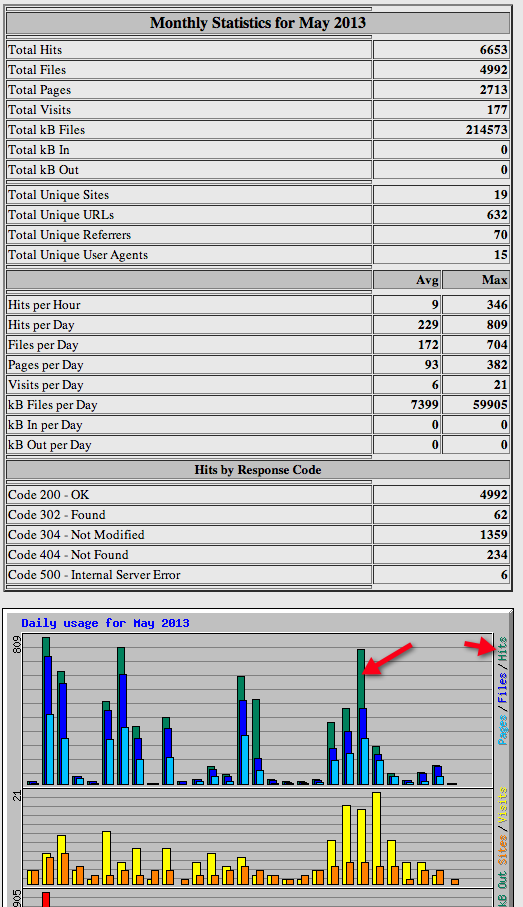 Monthly Statistics for May 2013
Total Hits 6653
Total Files 4992
Total Pages 2713
Total Visits 177
Total kB Files 214573
Total kB In 0
Total kB Out 0
Total Unique Sites 19
Total Unique URLs 632
Total Unique Referrers 70
Total Unique User Agents 15
Avg Max
Hits per Hour 9 346
Hits per Day 229 809
Files per Day 172 704
Pages per Day 93 382
Visits per Day 6 21
kB Files per Day 7399 59905
kB In per Day 0 0
kB Out per Day 0 0
Hits by Response Code
Code 200 - OK 4992
Code 302 - Found 62
Code 304 - Not Modified 1359
Code 404 - Not Found 234
Code 500 - Internal Server Error 6
Daily usage for May 2013
809
Pages / Files / Hits
21
Sites / Visits
kB Out
905